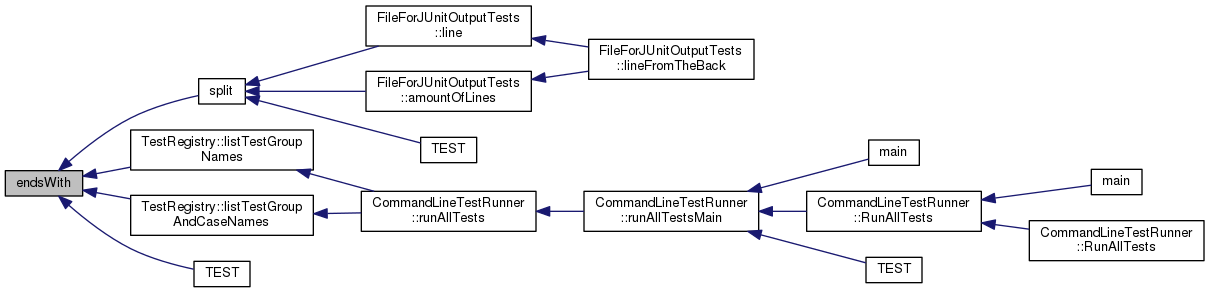 FileForJUnitOutputTests
::line
FileForJUnitOutputTests
::lineFromTheBack
split
FileForJUnitOutputTests
::amountOfLines
TEST
TestRegistry::listTestGroup
Names
main
endsWith
main
TestRegistry::listTestGroup
AndCaseNames
CommandLineTestRunner
::runAllTests
CommandLineTestRunner
::runAllTestsMain
CommandLineTestRunner
::RunAllTests
CommandLineTestRunner
::RunAllTests
TEST
TEST